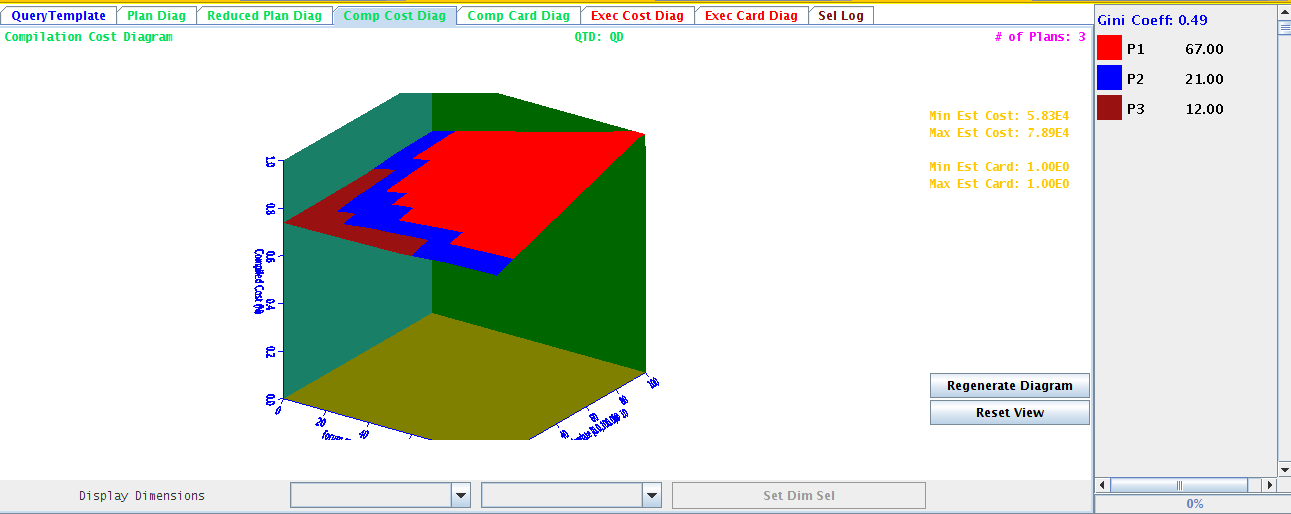 QueryTemplate Plan Diag Reduced Plan Diag Comp Cost Diag Comp Card Diag Exec Cost Diag Exec Card Diag Sel Log
Compilation Cost Diagram QTD: QD # of Plans: 3
Gini Coeff: 0.49
P1 67.00
P2 21.00
P3 12.00
Min Est Cost: 5.83E4
Max Est Cost: 7.89E4
Min Est Card: 1.00E0
Max Est Card: 1.00E0
1.0
0.8
0.6
Compiled Cost (N)
0.4
0.2
0.0
0
20
40
40
60
80
100
Regenerate Diagram
Reset View
Display Dimensions Set Dim Sel
0%